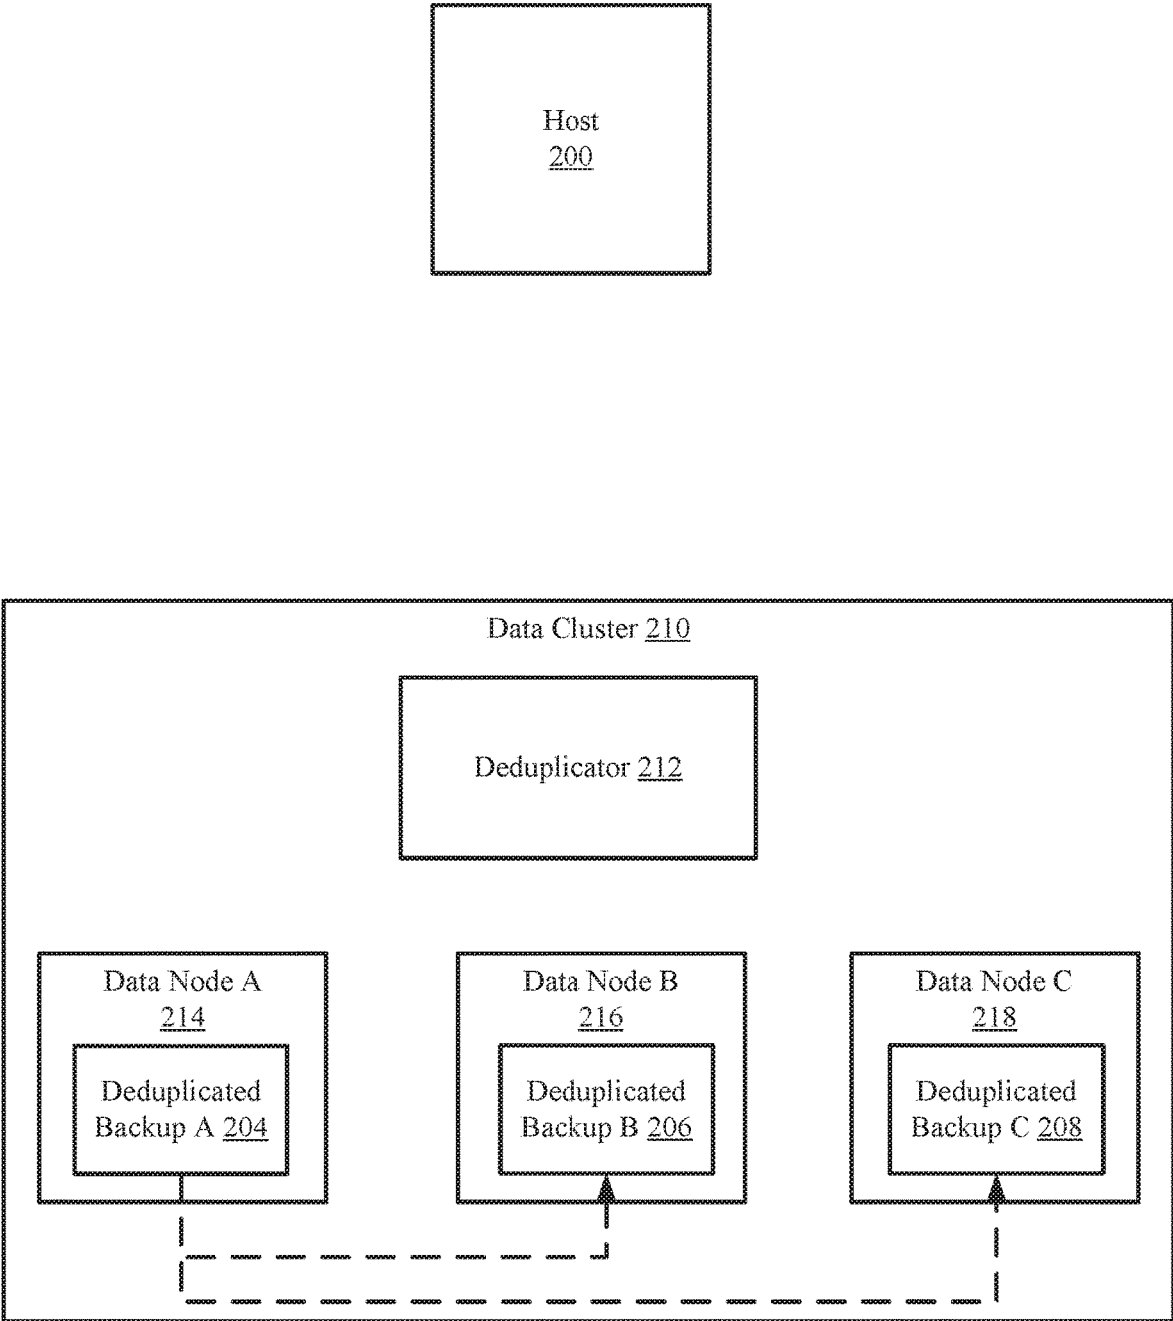 Host
200
Data Cluster 210
Deduplicator 212
Data Node A
214
Deduplicated
Backup A 204
Data Node B
216
Deduplicated
Backup B 206
Data Node C
218
Deduplicated
Backup C 208